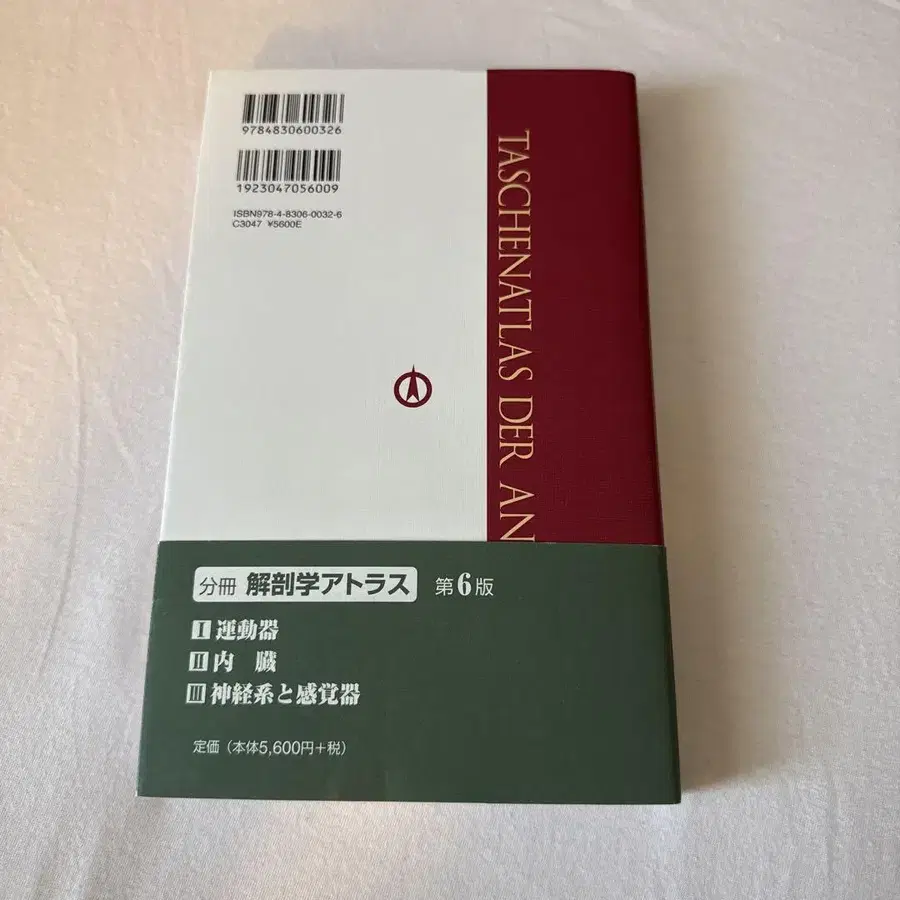 9784830600326
1923047056009
ISBN978-4-8306-0032-6
C3047 ¥5600E
TASCHENATLAS DER AN
分冊 解剖学アトラス 第6版
I 運動器
II 内 臓
III 神経系と感覚器
定価（本体5,600円+税）